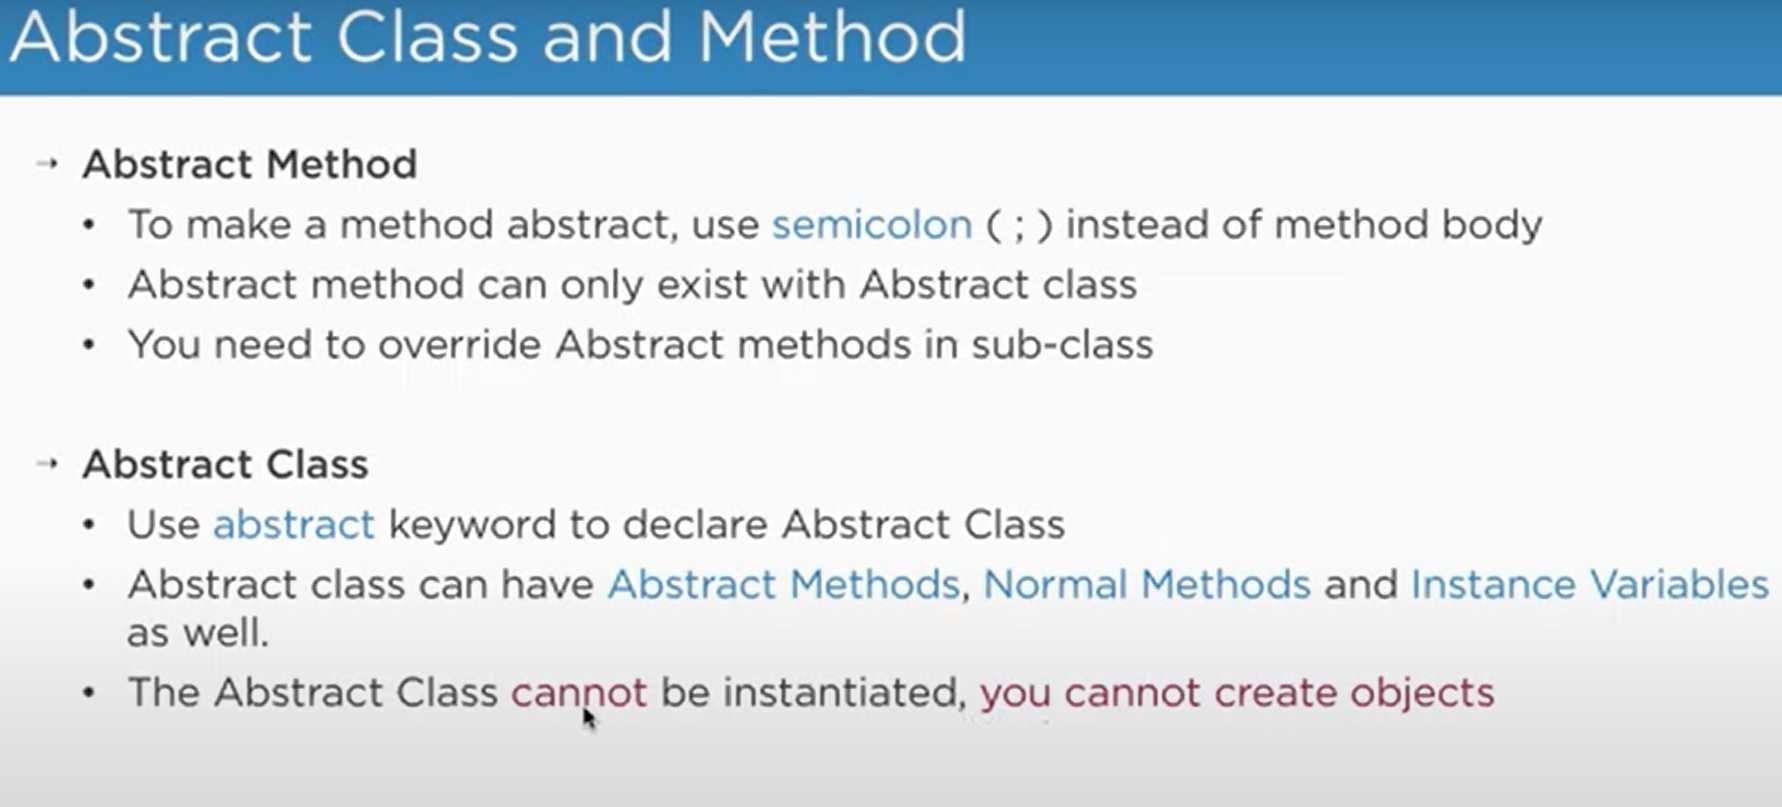 Abstract Class and Method
→ Abstract Method
• To make a method abstract, use semicolon ( ; ) instead of method body
• Abstract method can only exist with Abstract class
• You need to override Abstract methods in sub-class
→ Abstract Class
• Use abstract keyword to declare Abstract Class
• Abstract class can have Abstract Methods, Normal Methods and Instance Variables
as well.
• The Abstract Class cannot be instantiated, you cannot create objects